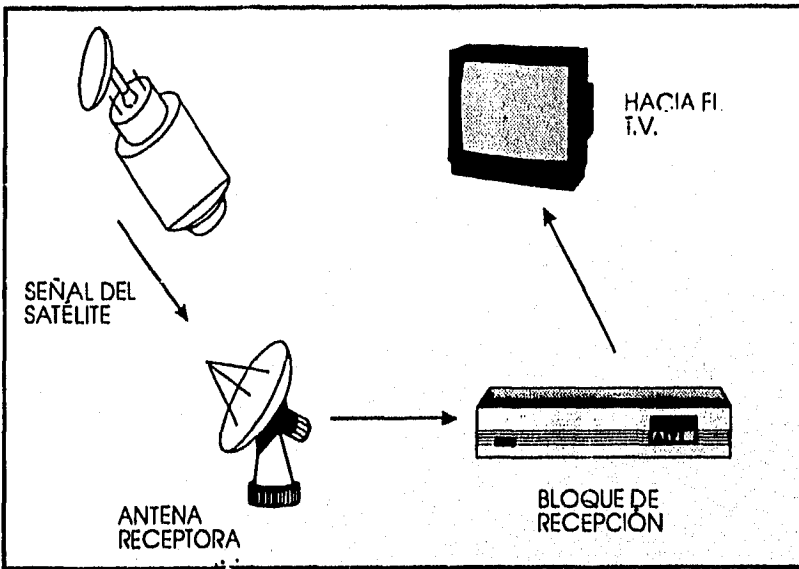 HACIA EL
T.V.
SEÑAL DEL
SATÉLITE
ANTENA
RECEPTORA
BLOQUE DE
RECEPCIÓN